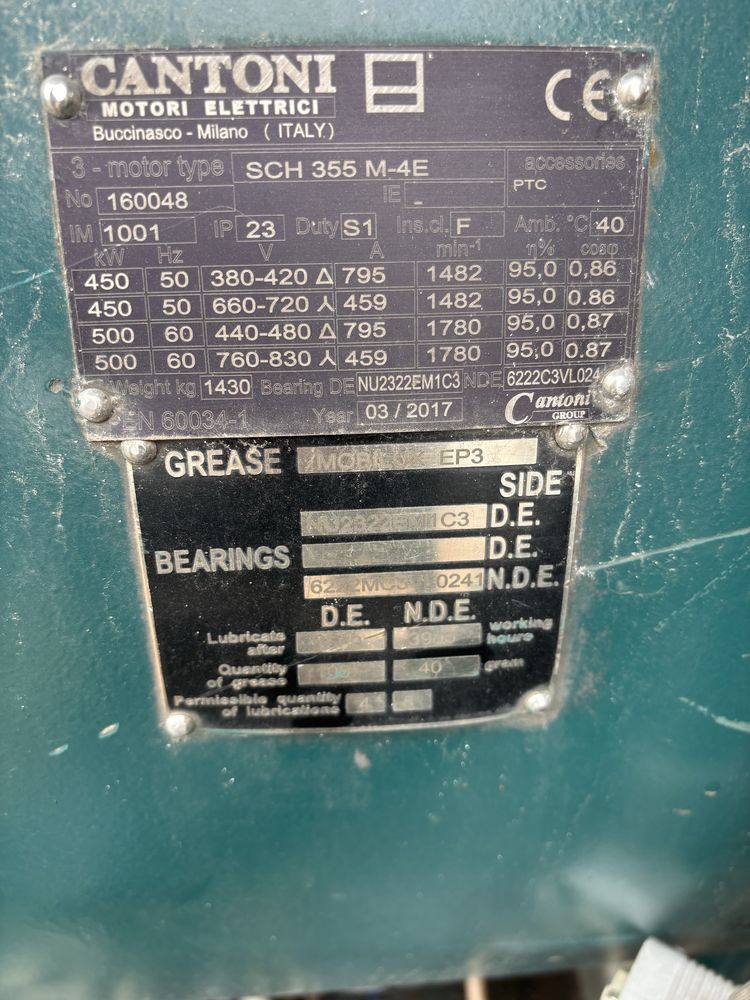 CANTONI
MOTORI ELETTRICI
CE
Buccinasco - Milano ( ITALY)
3 - motor type SCH 355 M-4E accessories
No 160048 IE - PTC
IM 1001 IP 23 Duty S1 Ins.cl. F Amb. °C 40
kW Hz V A min-1 η% cosφ
450 50 380-420 Δ 795 1482 95,0 0,86
450 50 660-720 ⅄ 459 1482 95,0 0.86
500 60 440-480 Δ 795 1780 95,0 0,87
500 60 760-830 ⅄ 459 1780 95,0 0.87
Weight kg 1430 Bearing DE NU2322EM1C3 NDE 6222C3VL024
EN 60034-1 Year 03 / 2017 Cantoni
GROUP
GREASE EP3
SIDE
NU2322EM1C3 D.E.
BEARINGS D.E.
N.D.E.
D.E. N.D.E.
Lubricate after working hours
Quantity of grease 40 gram
Permissible quantity of lubrications 4